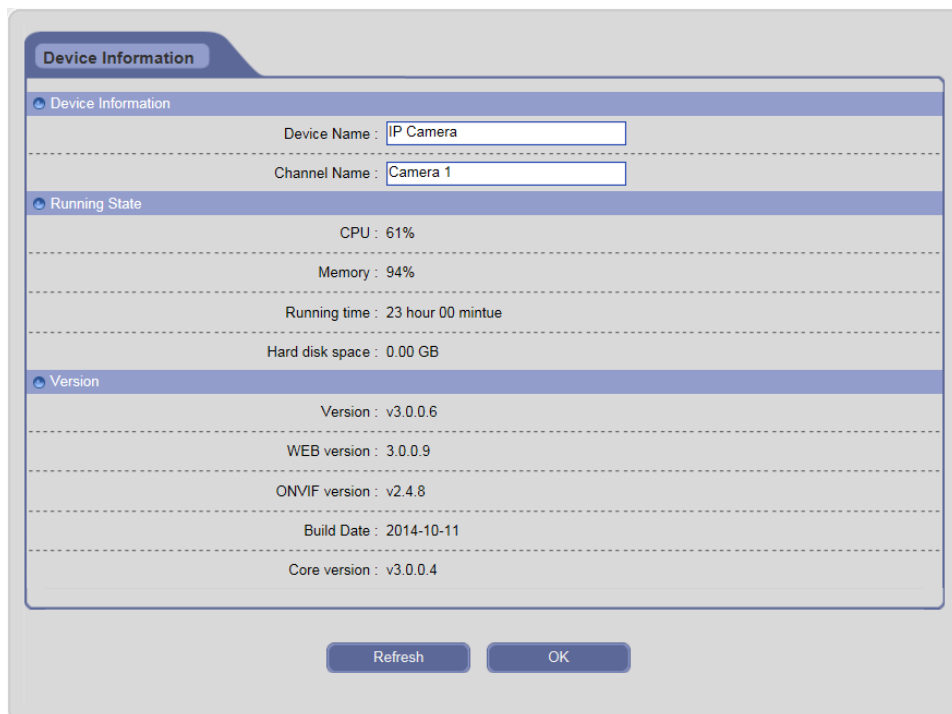 Device Information
Device Information
Device Name : IP Camera
Channel Name : Camera 1
Running State
CPU : 61%
Memory : 94%
Running time : 23 hour 00 mintue
Hard disk space : 0.00 GB
Version
Version : v3.0.0.6
WEB version : 3.0.0.9
ONVIF version : v2.4.8
Build Date : 2014-10-11
Core version : v3.0.0.4
Refresh OK